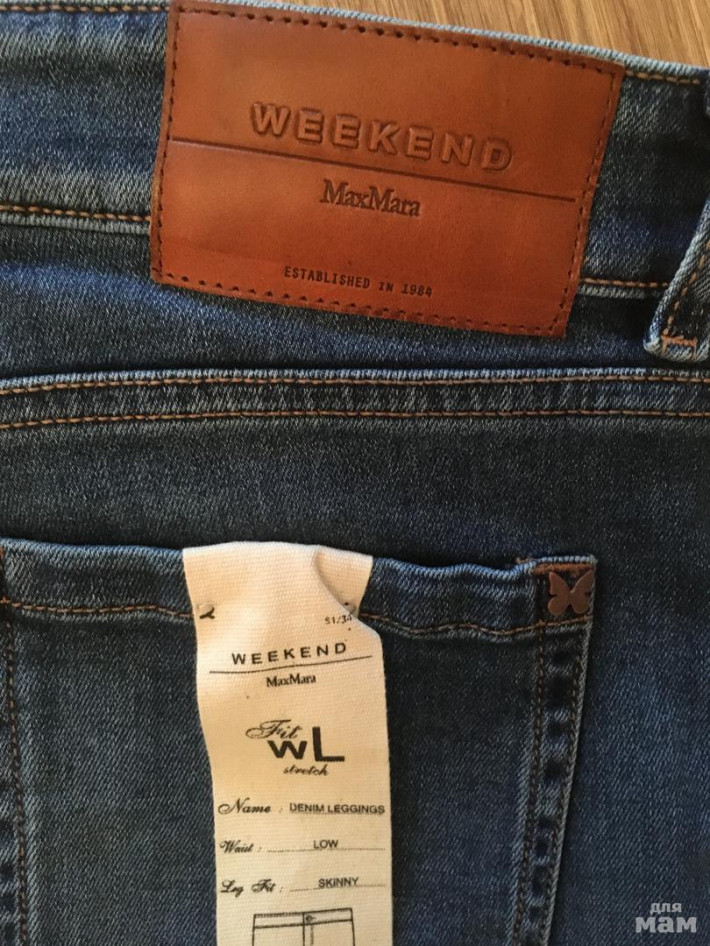 WEEKEND
MaxMara
ESTABLISHED IN 1984
WEEKEND
MaxMara
Fit
WL
stretch
Name : DENIM LEGGINGS
Waist : LOW
Leg Fit : SKINNY
для
мам